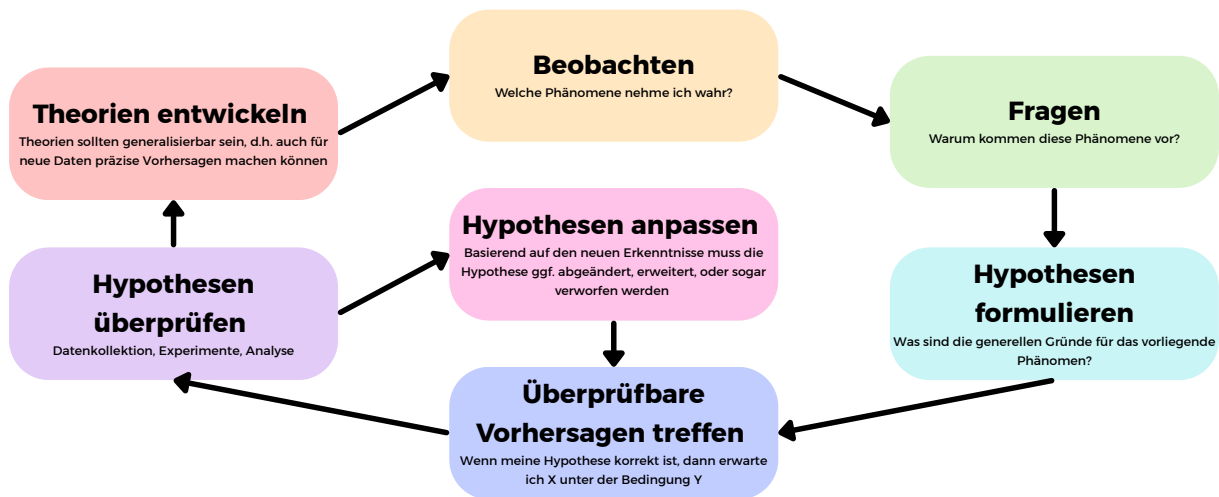 Beobachten
Welche Phänomene nehme ich wahr?
Theorien entwickeln
Theorien sollten generalisierbar sein, d.h. auch für
neue Daten präzise Vorhersagen machen können
Fragen
Warum kommen diese Phänomene vor?
Hypothesen anpassen
Basierend auf den neuen Erkenntnisse muss die
Hypothese ggf. abgeändert, erweitert, oder sogar
verworfen werden
Hypothesen
überprüfen
Datenkollektion, Experimente, Analyse
Hypothesen
formulieren
Was sind die generellen Gründe für das vorliegende
Phänomen?
Überprüfbare
Vorhersagen treffen
Wenn meine Hypothese korrekt ist, dann erwarte
ich X unter der Bedingung Y